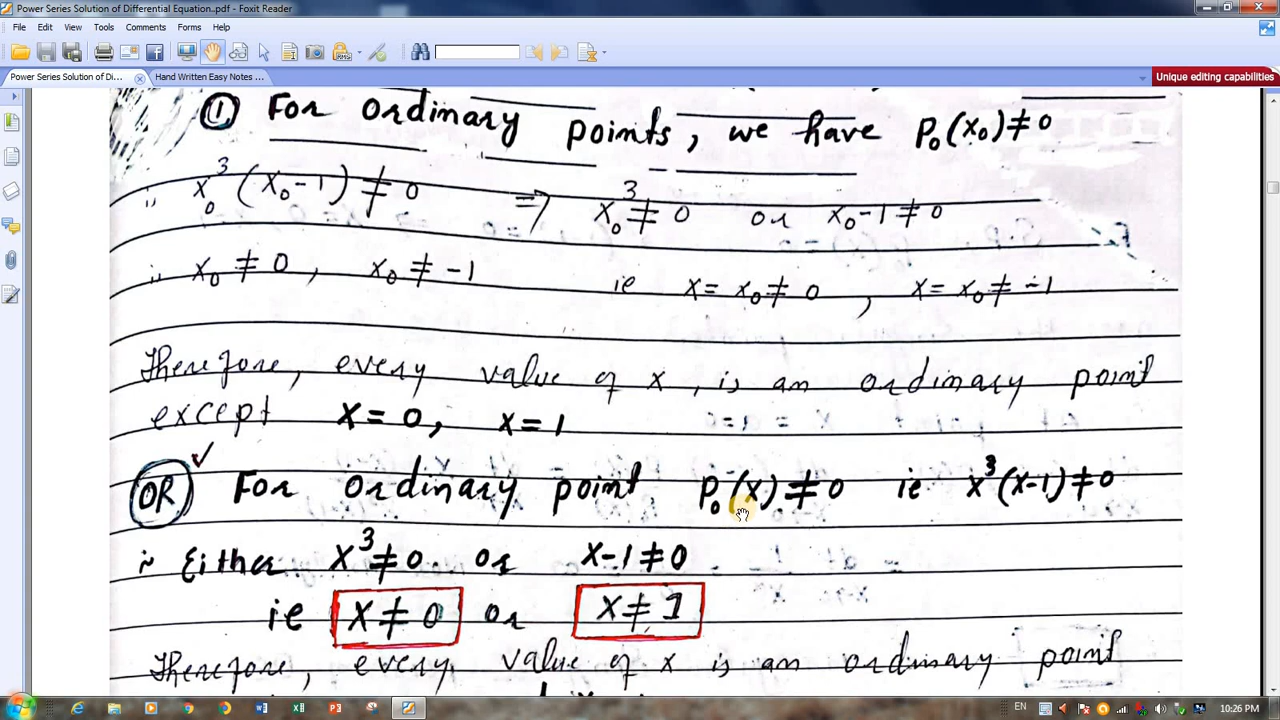 Power Series Solution of Differential Equation..pdf - Foxit Reader
File Edit View Tools Comments Forms Help
Power Series Solution of Di... Hand Written Easy Notes ... Unique editing capabilities
① For ordinary points, we have P₀(x₀)≠0
∴ x₀³(x₀-1)≠0 ⇒ x₀³≠0 or x₀-1≠0
∴ x₀≠0, x₀≠-1 ie x=x₀≠0, x=x₀≠-1
Therefore, every value of x, is an ordinary point
except x=0, x=1
OR ✓ For ordinary point P₀(x)≠0 ie x³(x-1)≠0
∴ Either x³≠0. or x-1≠0
ie x≠0 or x≠1
Therefore, every value of x is an ordinary point
EN 10:26 PM